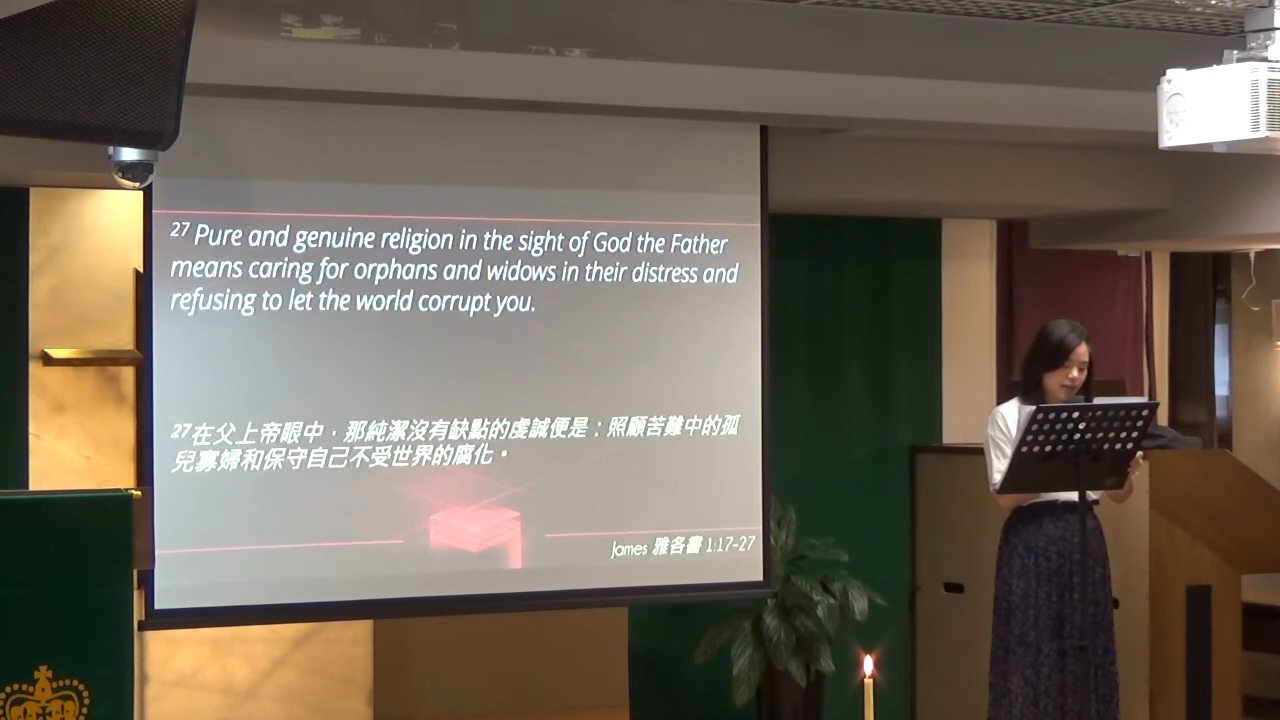 27 Pure and genuine religion in the sight of God the Father
means caring for orphans and widows in their distress and
refusing to let the world corrupt you.
27在父上帝眼中，那純潔沒有缺點的虔誠便是：照顧苦難中的孤
兒寡婦和保守自己不受世界的腐化。
James 雅各書 1:17-27